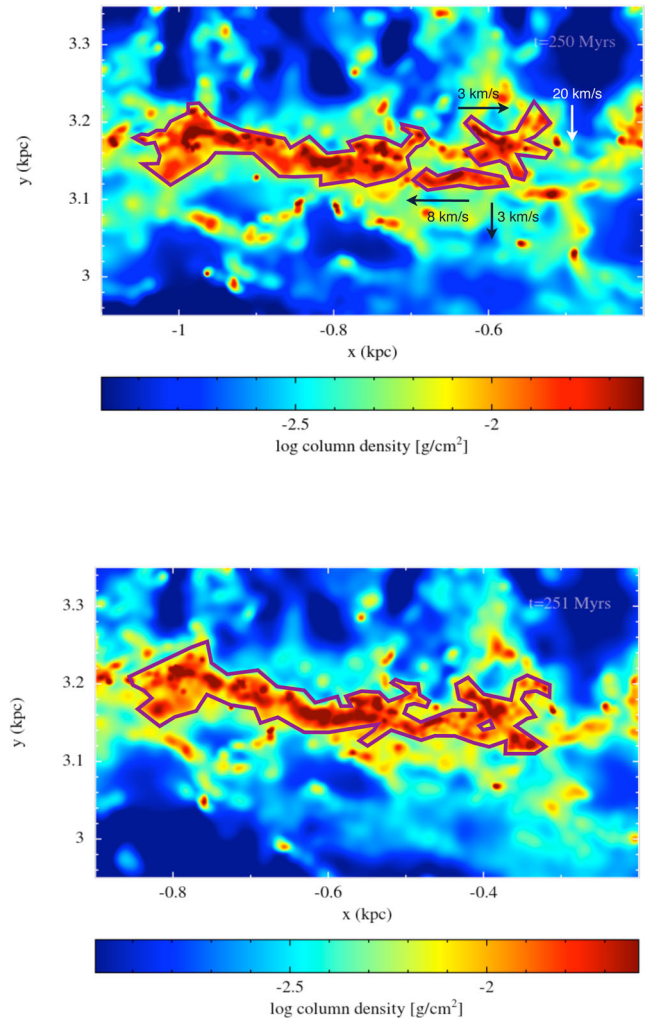 3.3
t=250 Myrs
3 km/s
20 km/s
3.2
y (kpc)
3.1
8 km/s
3 km/s
3
-1
-0.8
-0.6
x (kpc)
-2.5
-2
log column density [g/cm²]
3.3
t=251 Myrs
3.2
y (kpc)
3.1
3
-0.8
-0.6
-0.4
x (kpc)
-2.5
-2
log column density [g/cm²]